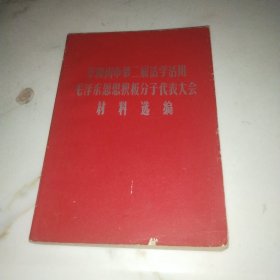 第二届活学活用
毛泽东思想积极分子代表大会
材料选编